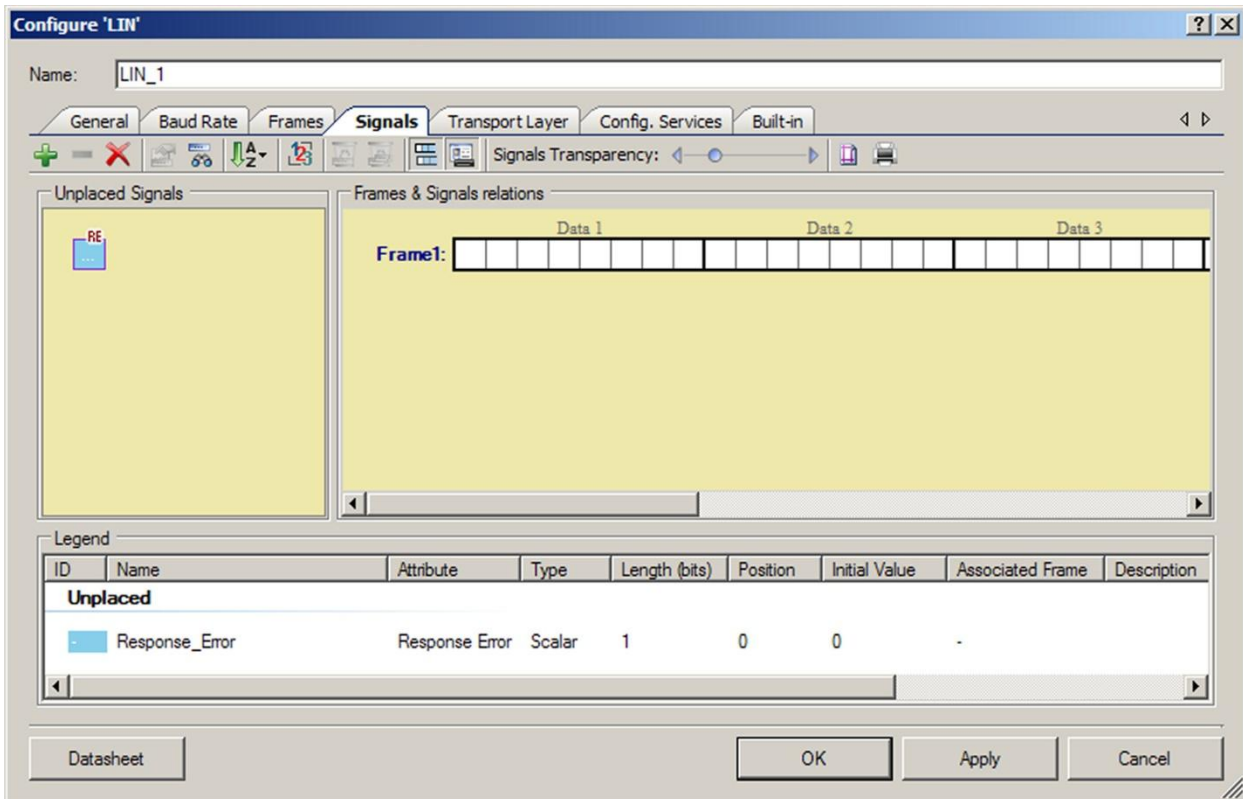 Configure 'LIN'
Name: LIN_1
General Baud Rate Frames Signals Transport Layer Config. Services Built-in
Signals Transparency:
Unplaced Signals
Frames & Signals relations
RE
...
Data 1 Data 2 Data 3
Frame1:
Legend
ID Name Attribute Type Length (bits) Position Initial Value Associated Frame Description
Unplaced
- Response_Error Response Error Scalar 1 0 0 -
Datasheet OK Apply Cancel